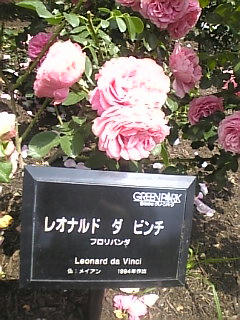 GREEN PARK
レオナルド ダ ビンチ
フロリバンダ
Leonard da Vinci
仏：メイアン 1994年作出